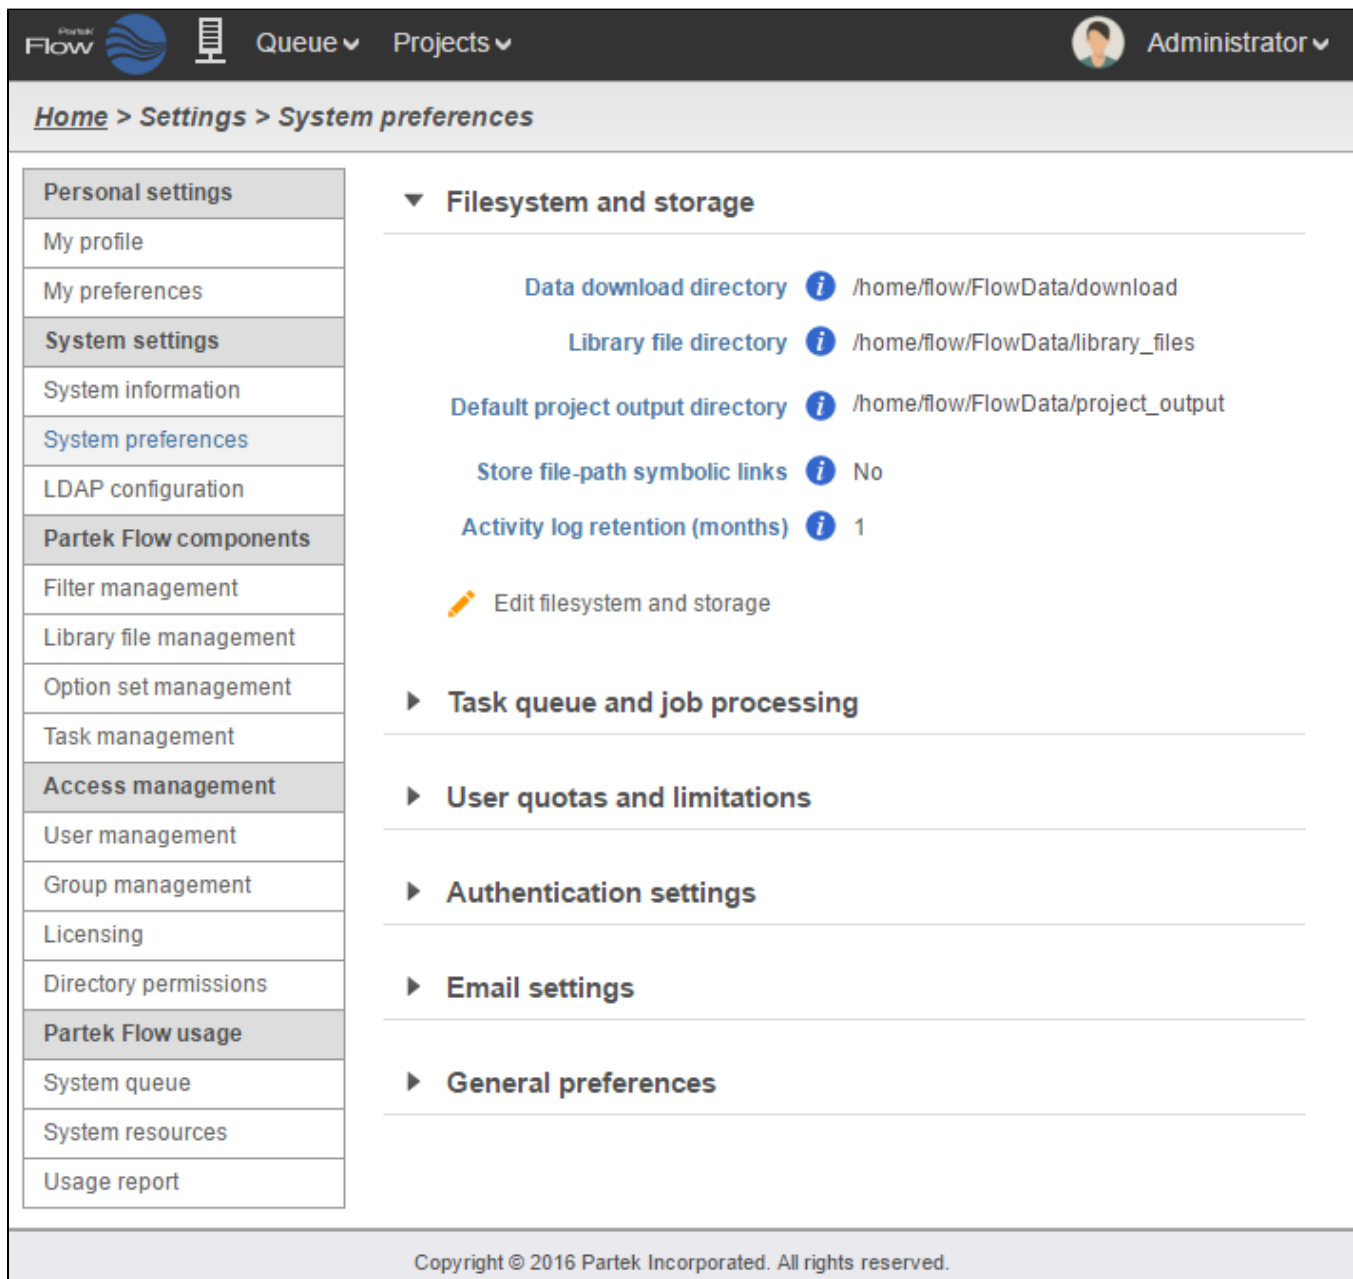 Partek
Flow
Queue
Projects
Administrator
Home > Settings > System preferences
Personal settings
My profile
My preferences
System settings
System information
System preferences
LDAP configuration
Partek Flow components
Filter management
Library file management
Option set management
Task management
Access management
User management
Group management
Licensing
Directory permissions
Partek Flow usage
System queue
System resources
Usage report
Filesystem and storage
Data download directory i /home/flow/FlowData/download
Library file directory i /home/flow/FlowData/library_files
Default project output directory i /home/flow/FlowData/project_output
Store file-path symbolic links i No
Activity log retention (months) i 1
Edit filesystem and storage
Task queue and job processing
User quotas and limitations
Authentication settings
Email settings
General preferences
Copyright © 2016 Partek Incorporated. All rights reserved.